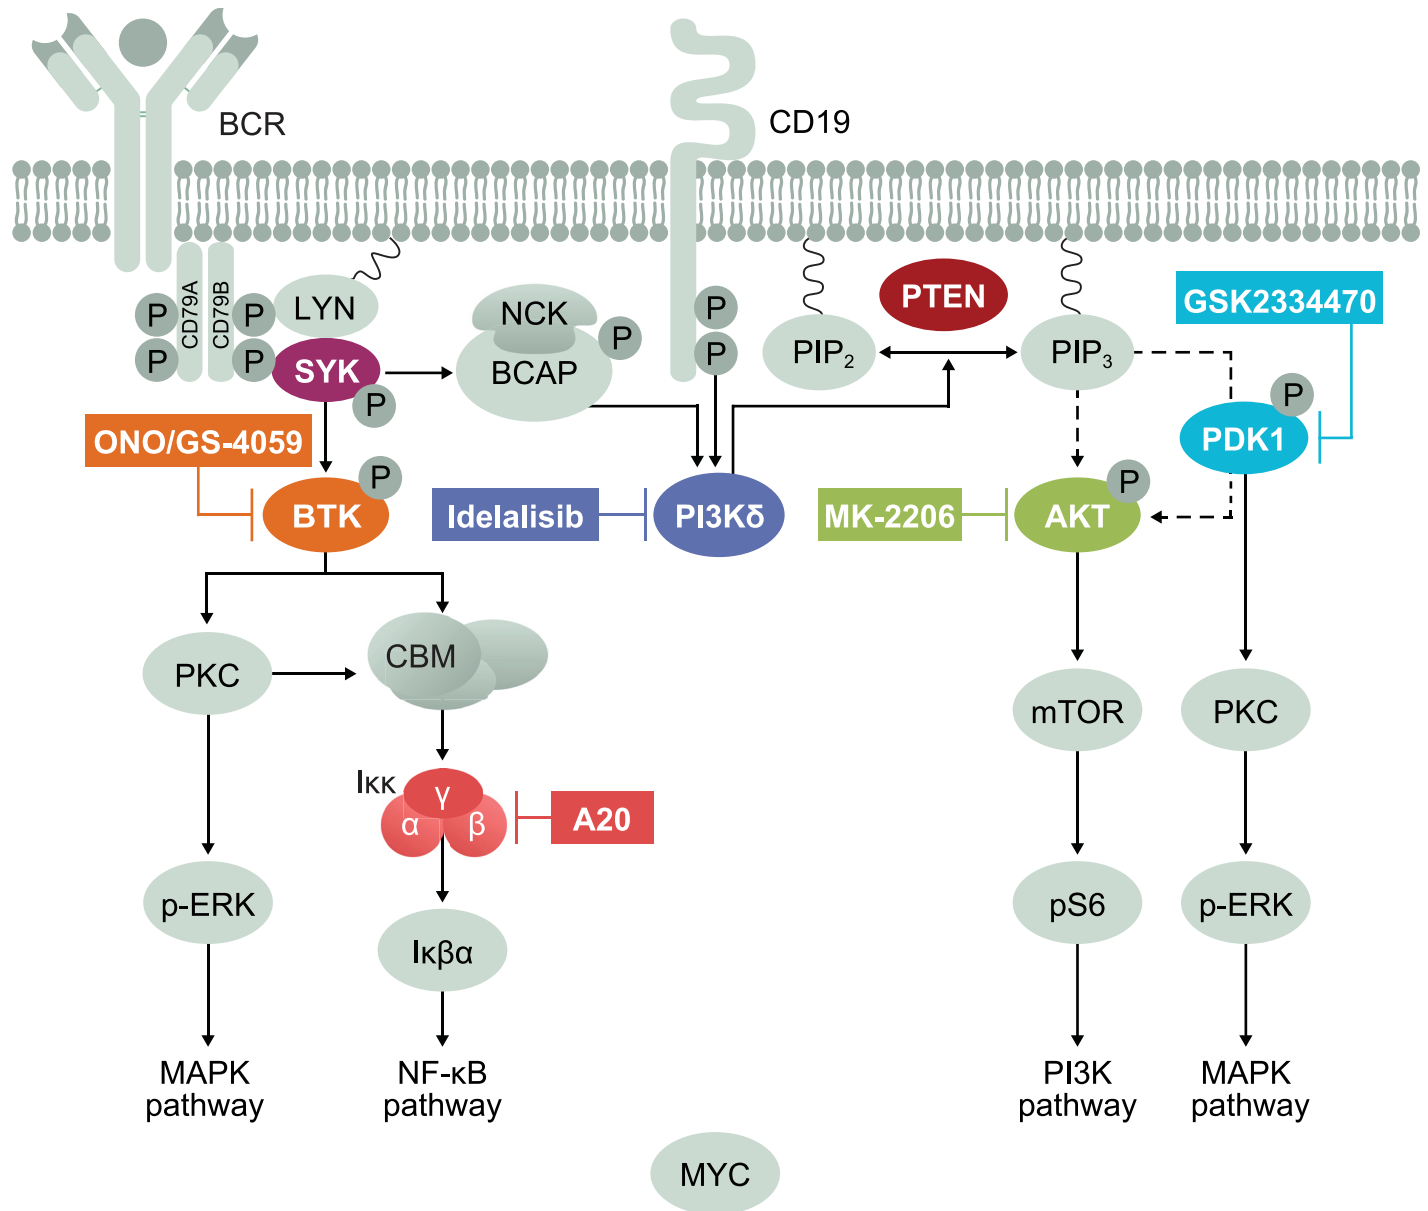 BCR
CD19
CD79A
CD79B
P
P
P
P
LYN
SYK
P
NCK
BCAP
P
P
P
PIP2
PTEN
PIP3
GSK2334470
P
PDK1
ONO/GS-4059
P
BTK
Idelalisib
PI3Kδ
MK-2206
P
AKT
PKC
CBM
mTOR
PKC
Iκκ
γ
α
β
A20
p-ERK
Iκβα
pS6
p-ERK
MAPK
pathway
NF-κB
pathway
PI3K
pathway
MAPK
pathway
MYC